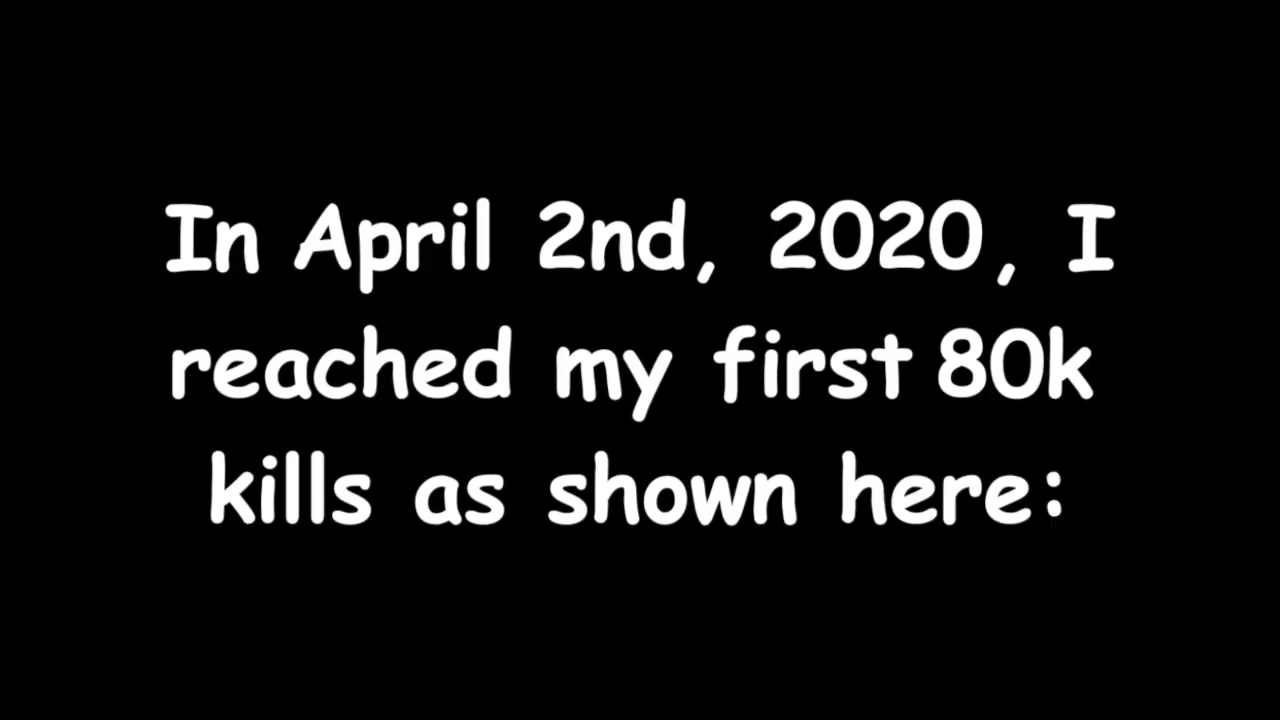 In April 2nd, 2020, I
reached my first 80k
kills as shown here: